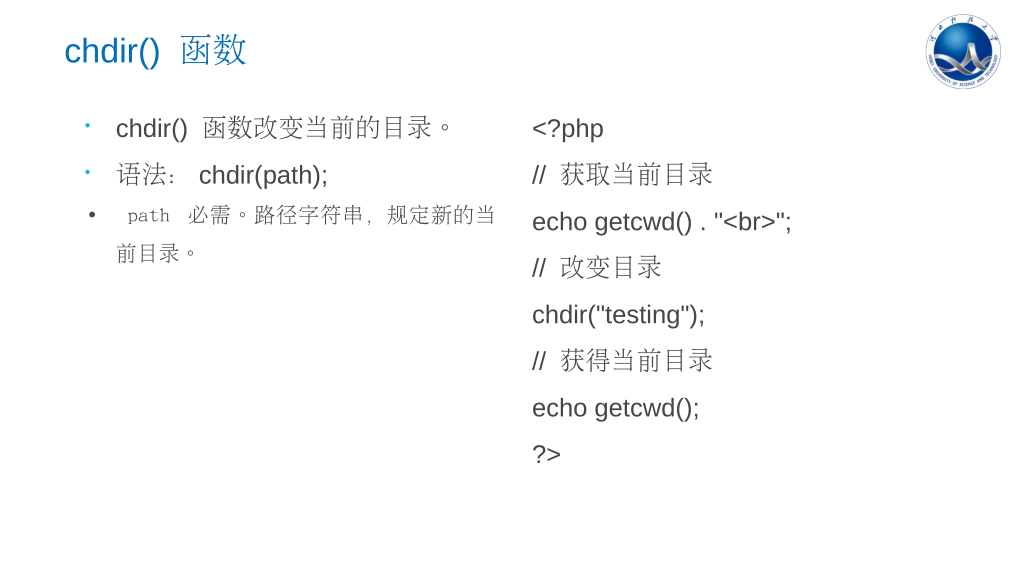 chdir() 函数
• chdir() 函数改变当前的目录。
• 语法： chdir(path);
• path 必需。路径字符串，规定新的当
前目录。
<?php
// 获取当前目录
echo getcwd() . "<br>";
// 改变目录
chdir("testing");
// 获得当前目录
echo getcwd();
?>